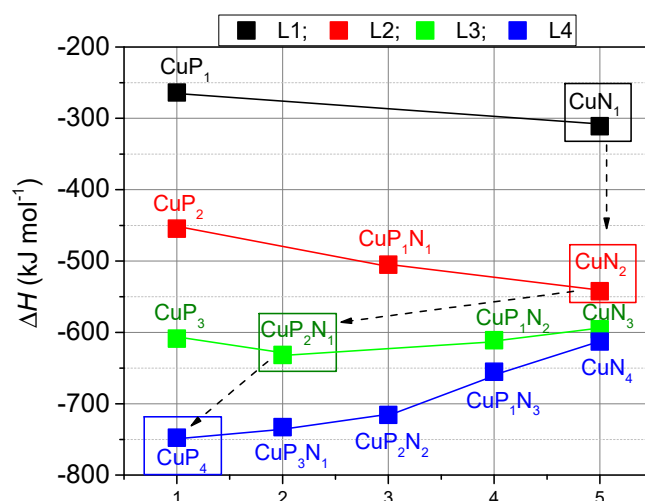 L1; L2; L3; L4
-200
CuP₁
-300
CuN₁
-400
CuP₂
CuP₁N₁
-500
CuN₂
ΔH (kJ mol⁻¹)
CuP₃
CuP₂N₁
CuP₁N₂
CuN₃
-600
CuN₄
CuP₁N₃
-700
CuP₄
CuP₃N₁
CuP₂N₂
-800
1 2 3 4 5